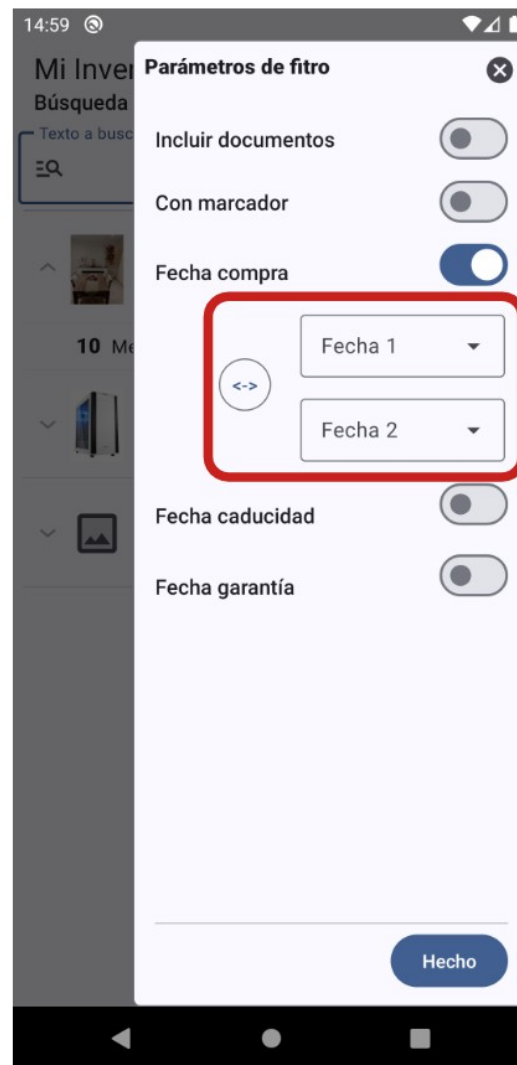 14:59
Mi Inver
Parámetros de fitro
Búsqueda
Texto a busc
Incluir documentos
Con marcador
Fecha compra
10 Me
Fecha 1
<->
Fecha 2
Fecha caducidad
Fecha garantía
Hecho